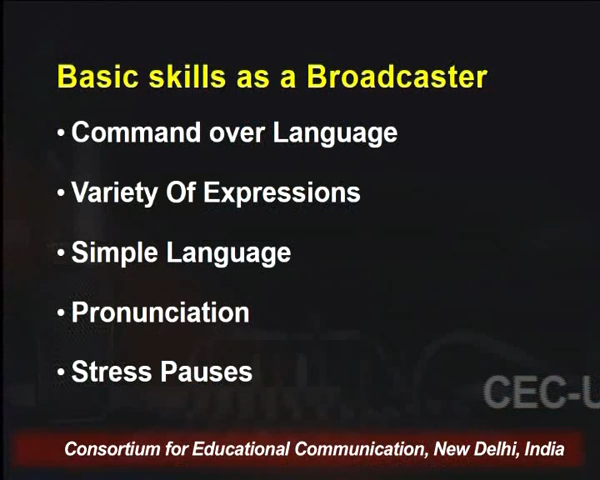 Basic skills as a Broadcaster
• Command over Language
• Variety Of Expressions
• Simple Language
• Pronunciation
• Stress Pauses
CEC-U
Consortium for Educational Communication, New Delhi, India